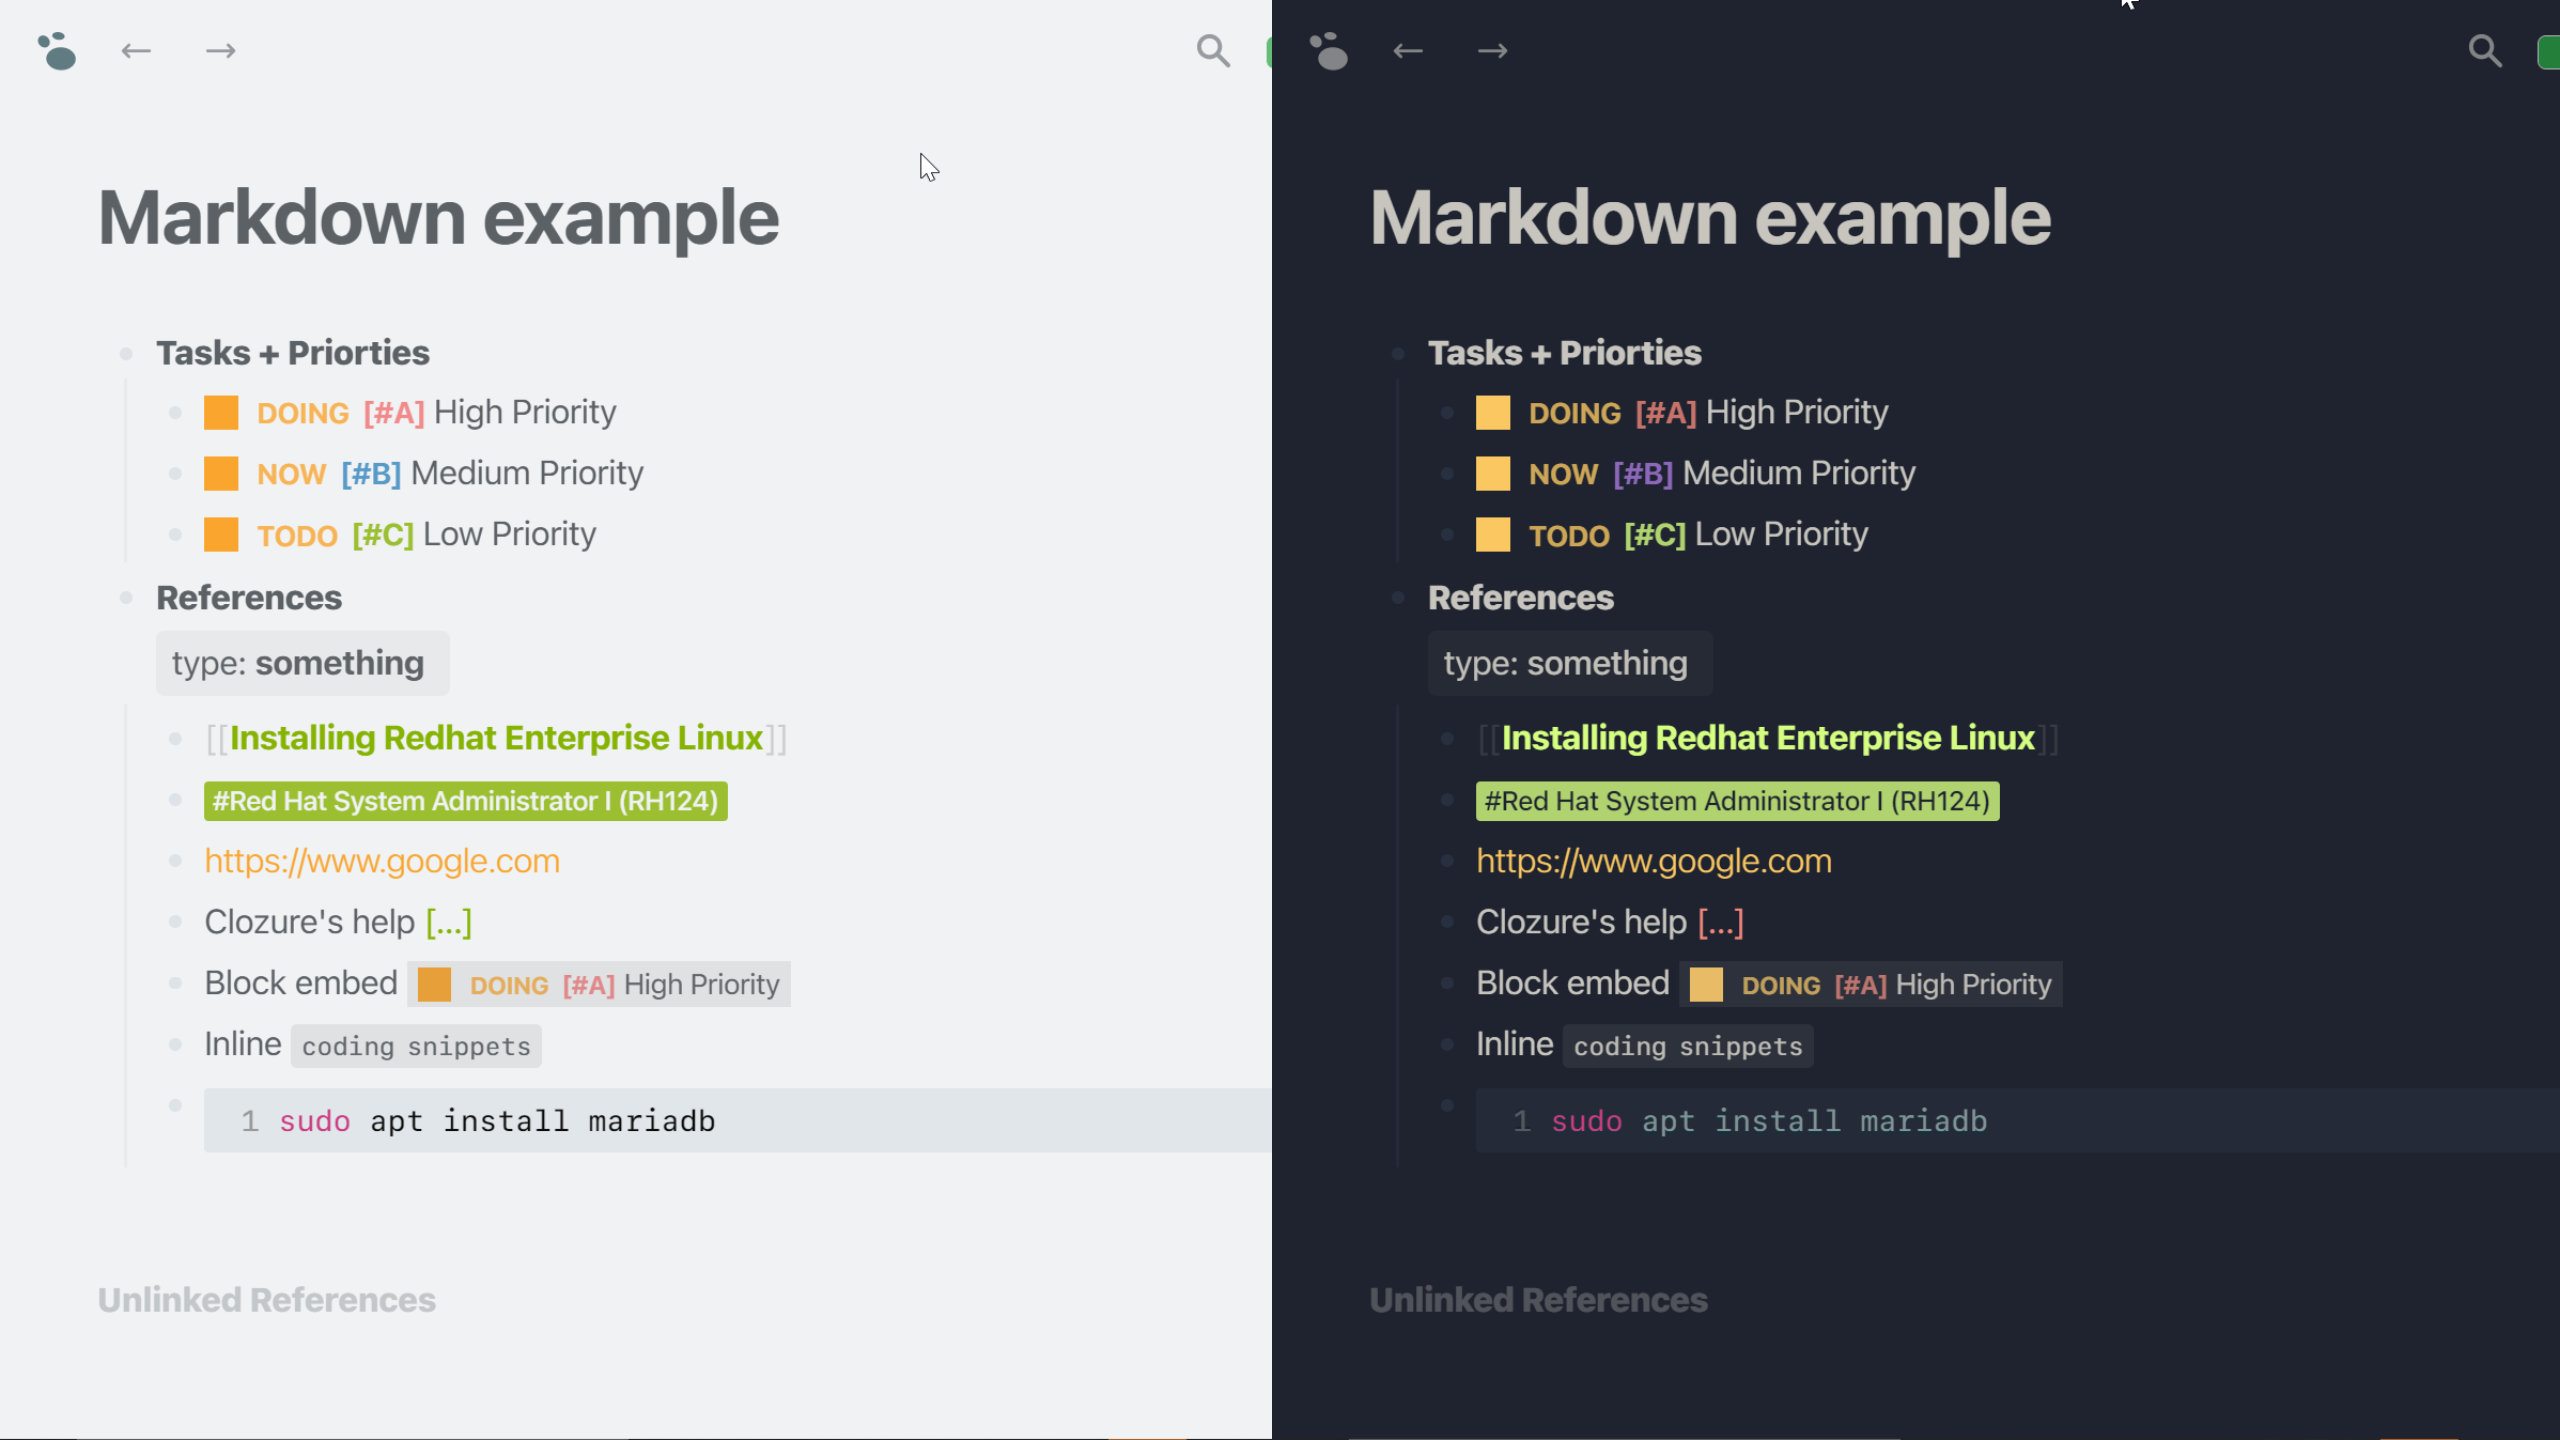 Markdown example
Tasks + Priorties
DOING [#A] High Priority
NOW [#B] Medium Priority
TODO [#C] Low Priority
References
type: something
[[Installing Redhat Enterprise Linux]]
#Red Hat System Administrator I (RH124)
https://www.google.com
Clozure's help [...]
Block embed DOING [#A] High Priority
Inline coding snippets
1 sudo apt install mariadb
Unlinked References
Markdown example
Tasks + Priorties
DOING [#A] High Priority
NOW [#B] Medium Priority
TODO [#C] Low Priority
References
type: something
[[Installing Redhat Enterprise Linux]]
#Red Hat System Administrator I (RH124)
https://www.google.com
Clozure's help [...]
Block embed DOING [#A] High Priority
Inline coding snippets
1 sudo apt install mariadb
Unlinked References